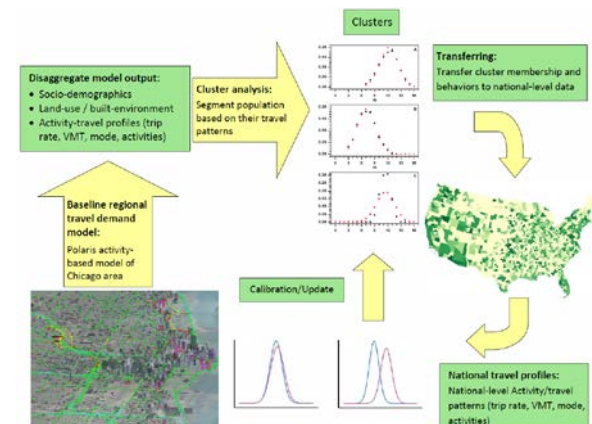 Clusters
Disaggregate model output:
• Socio-demographics
• Land-use / built-environment
• Activity-travel profiles (trip
rate, VMT, mode, activities)
Cluster analysis:
Segment population
based on their travel
patterns
Transferring:
Transfer cluster membership and
behaviors to national-level data
Baseline regional
travel demand
model:
Polaris activity-
based model of
Chicago area
Calibration/Update
National travel profiles:
National-level Activity/travel
patterns (trip rate, VMT, mode,
activities)